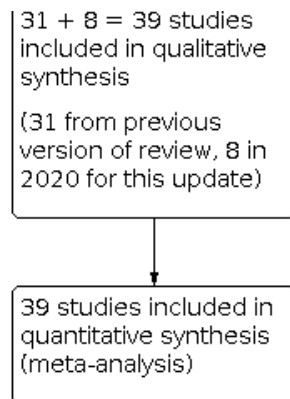 31 + 8 = 39 studies
included in qualitative
synthesis
(31 from previous
version of review, 8 in
2020 for this update)
39 studies included in
quantitative synthesis
(meta-analysis)